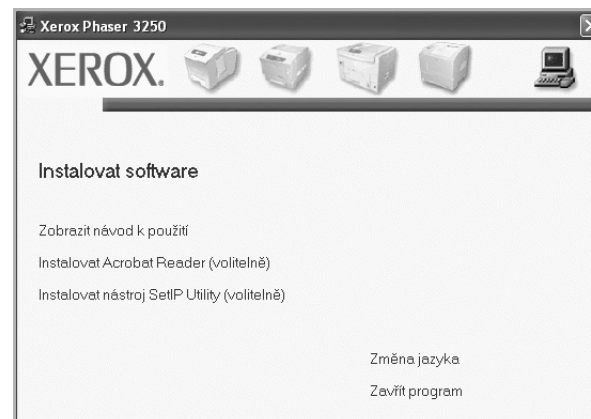 Xerox Phaser 3250
XEROX.
Instalovat software
Zobrazit návod k použití
Instalovat Acrobat Reader (volitelně)
Instalovat nástroj SetIP Utility (volitelně)
Změna jazyka
Zavřít program